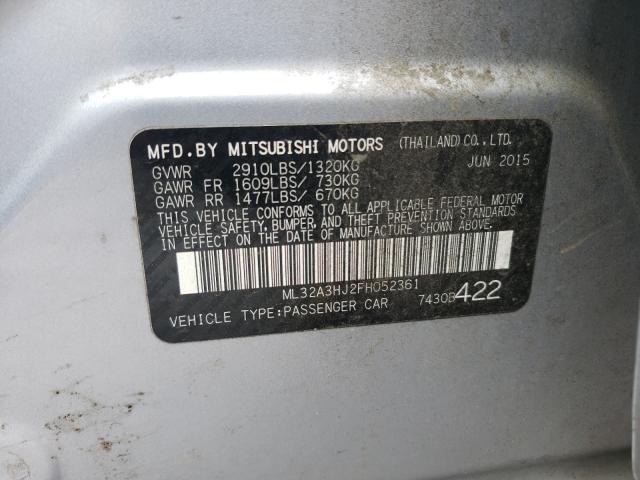 MFD.BY MITSUBISHI MOTORS (THAILAND)CO.,LTD.
JUN 2015
GVWR 2910LBS/1320KG
GAWR FR 1609LBS/ 730KG
GAWR RR 1477LBS/ 670KG
THIS VEHICLE CONFORMS TO ALL APPLICABLE FEDERAL MOTOR
VEHICLE SAFETY, BUMPER, AND THEFT PREVENTION STANDARDS
IN EFFECT ON THE DATE OF MANUFACTURE SHOWN ABOVE.
ML32A3HJ2FH052361
VEHICLE TYPE:PASSENGER CAR 7430B422